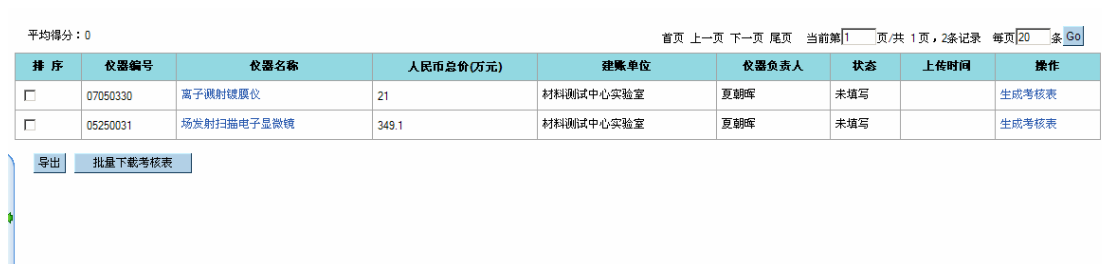 平均得分：0 首页 上一页 下一页 尾页 当前第1 页/共 1页，2条记录 每页20 条 Go
排 序 仪器编号 仪器名称 人民币总价(万元) 建账单位 仪器负责人 状态 上传时间 操作
07050330 离子溅射镀膜仪 21 材料测试中心实验室 夏朝晖 未填写 生成考核表
05250031 场发射扫描电子显微镜 349.1 材料测试中心实验室 夏朝晖 未填写 生成考核表
导出 批量下载考核表